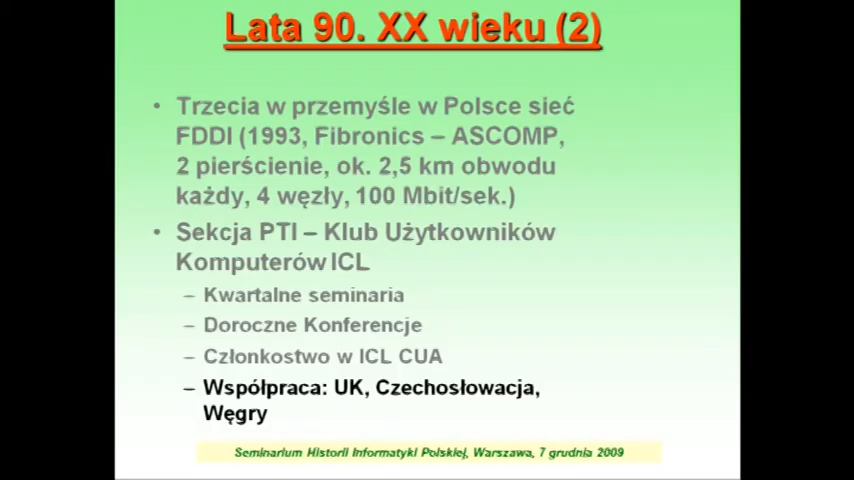 Lata 90. XX wieku (2)
• Trzecia w przemyśle w Polsce sieć
FDDI (1993, Fibronics – ASCOMP,
2 pierścienie, ok. 2,5 km obwodu
każdy, 4 węzły, 100 Mbit/sek.)
• Sekcja PTI – Klub Użytkowników
Komputerów ICL
– Kwartalne seminaria
– Doroczne Konferencje
– Członkostwo w ICL CUA
– Współpraca: UK, Czechosłowacja,
Węgry
Seminarium Historii Informatyki Polskiej, Warszawa, 7 grudnia 2009